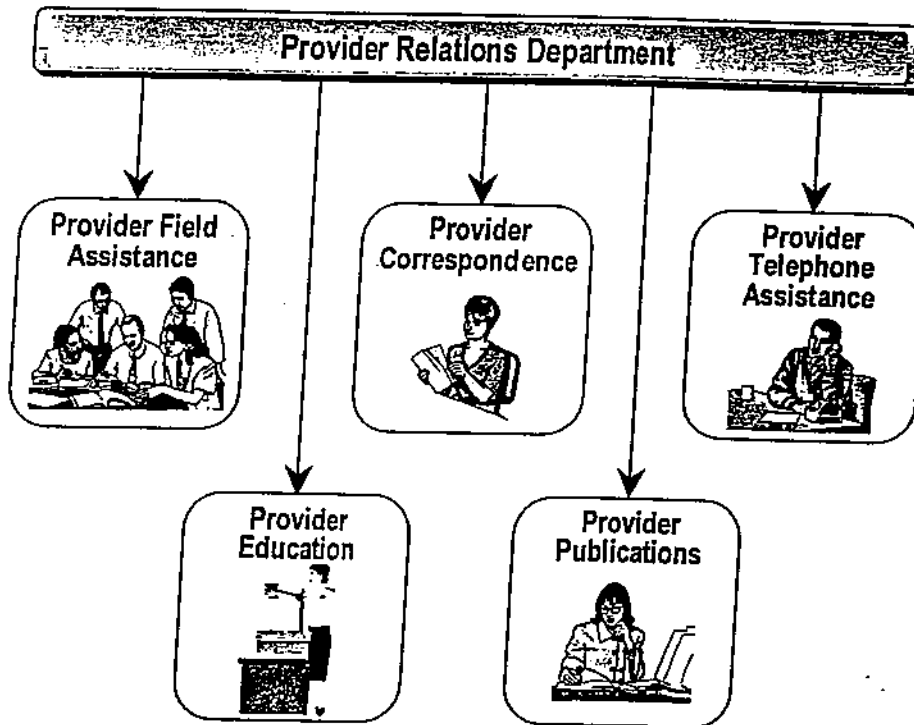 Provider Relations Department
Provider Field
Assistance
Provider
Correspondence
Provider
Telephone
Assistance
Provider
Education
Provider
Publications